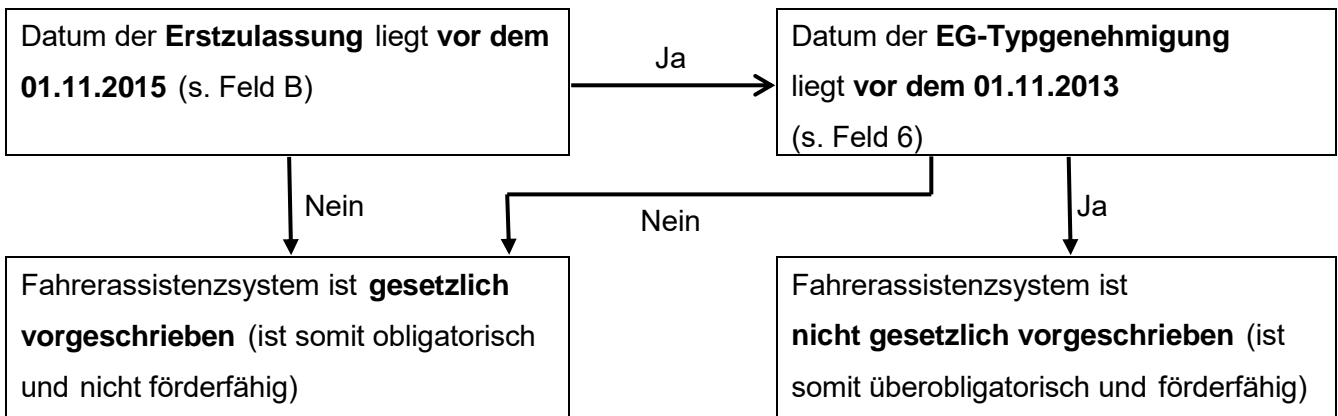 Datum der Erstzulassung liegt vor dem
01.11.2015 (s. Feld B)
Ja
Datum der EG-Typgenehmigung
liegt vor dem 01.11.2013
(s. Feld 6)
Nein
Nein
Ja
Fahrerassistenzsystem ist gesetzlich
vorgeschrieben (ist somit obligatorisch
und nicht förderfähig)
Fahrerassistenzsystem ist
nicht gesetzlich vorgeschrieben (ist
somit überobligatorisch und förderfähig)